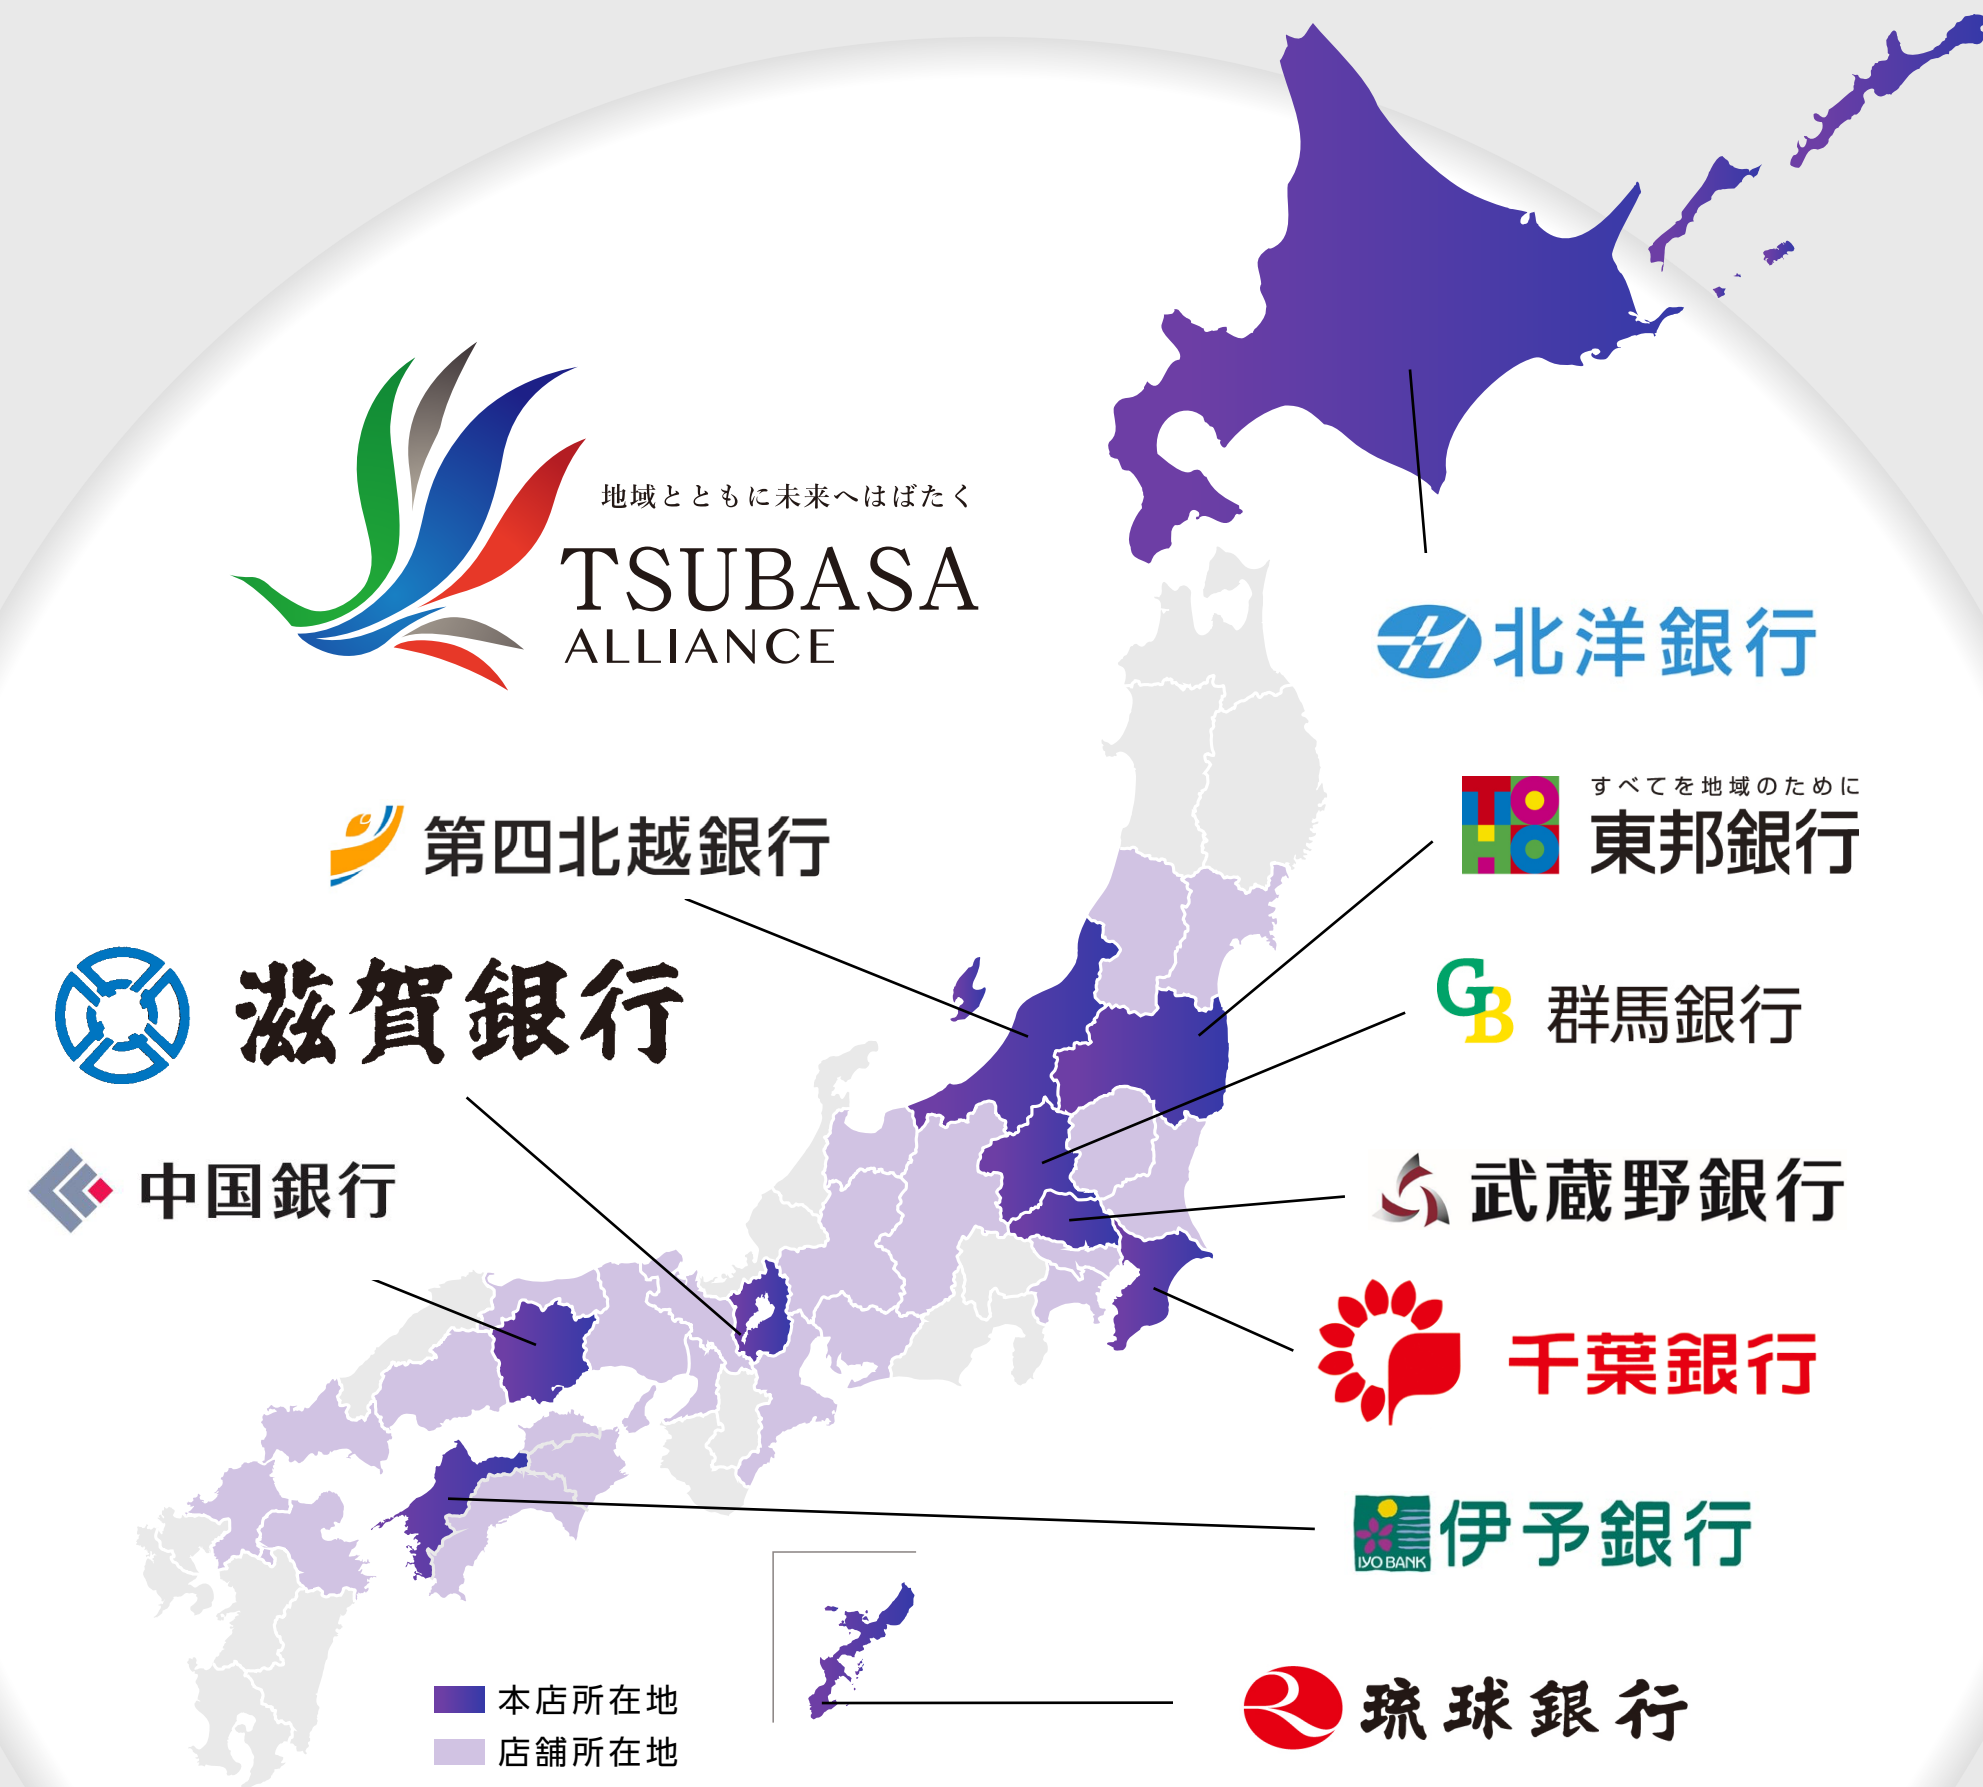 地域とともに未来へはばたく
TSUBASA
ALLIANCE
北洋銀行
TOHO
すべてを地域のために
東邦銀行
第四北越銀行
滋賀銀行
GB
群馬銀行
中国銀行
武蔵野銀行
千葉銀行
IYO BANK
伊予銀行
琉球銀行
本店所在地
店舗所在地